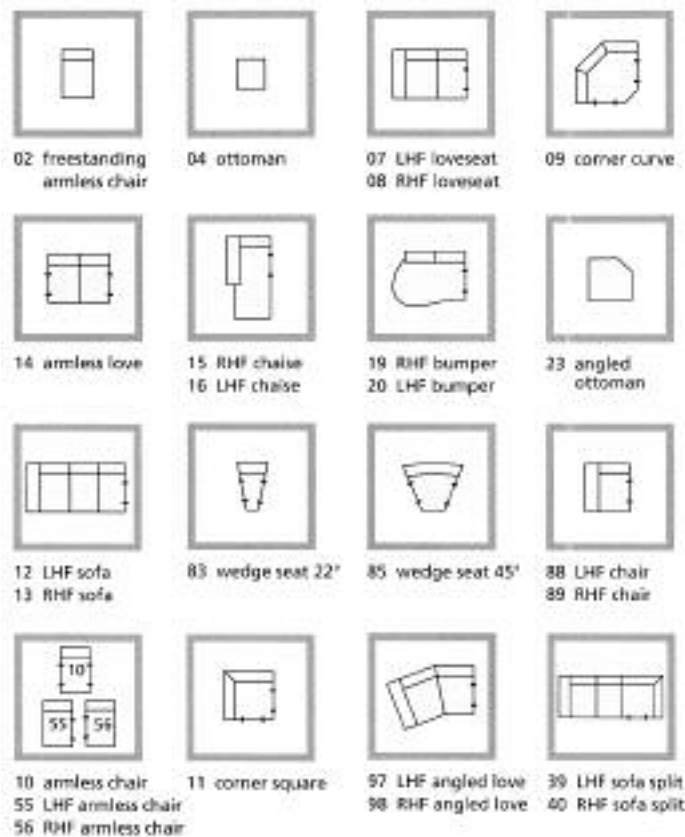 02 freestanding
armless chair
04 ottoman
07 LHF loveseat
08 RHF loveseat
09 corner curve
14 armless love
15 RHF chaise
16 LHF chaise
19 RHF bumper
20 LHF bumper
23 angled
ottoman
12 LHF sofa
13 RHF sofa
83 wedge seat 22°
85 wedge seat 45°
88 LHF chair
89 RHF chair
10
55
56
10 armless chair
55 LHF armless chair
56 RHF armless chair
11 corner square
97 LHF angled love
98 RHF angled love
39 LHF sofa split
40 RHF sofa split